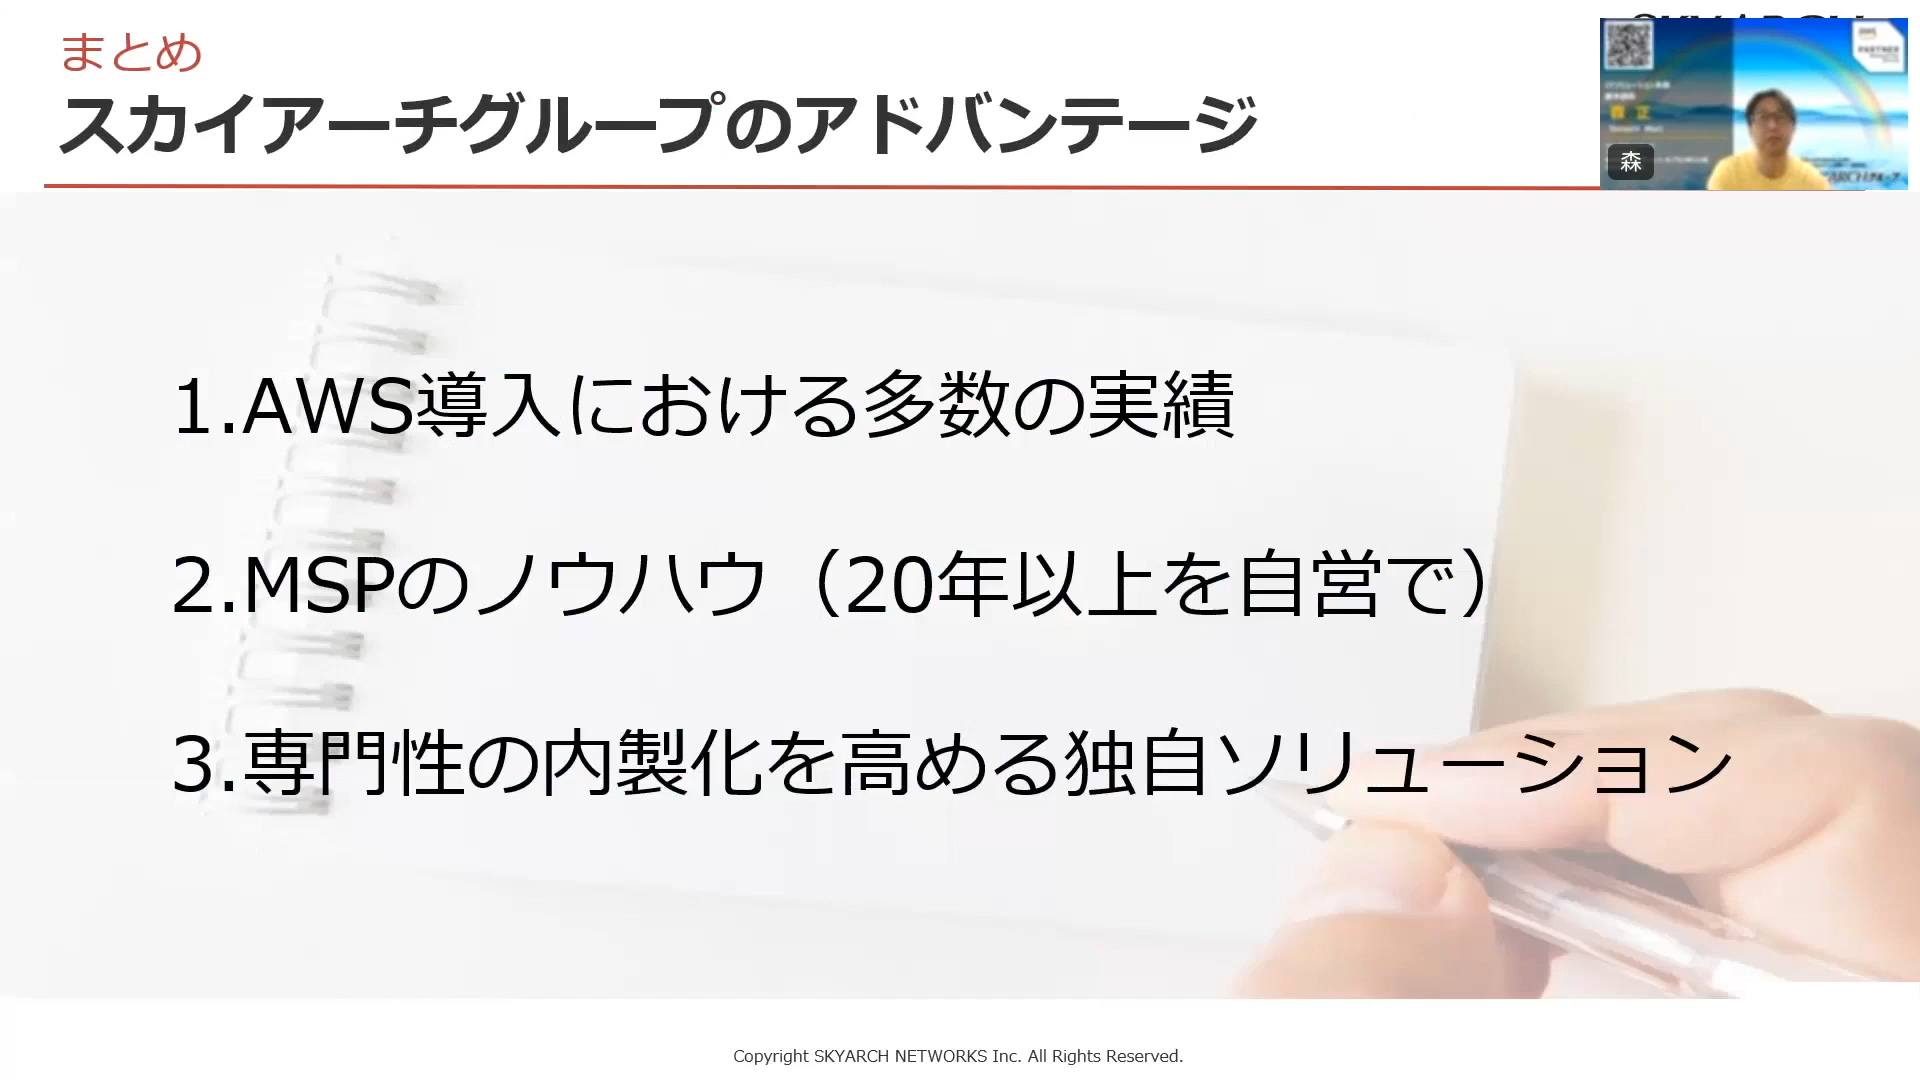 まとめ
スカイアーチグループのアドバンテージ
森 正
森
1.AWS導入における多数の実績
2.MSPのノウハウ（20年以上を自営で）
3.専門性の内製化を高める独自ソリューション
Copyright SKYARCH NETWORKS Inc. All Rights Reserved.